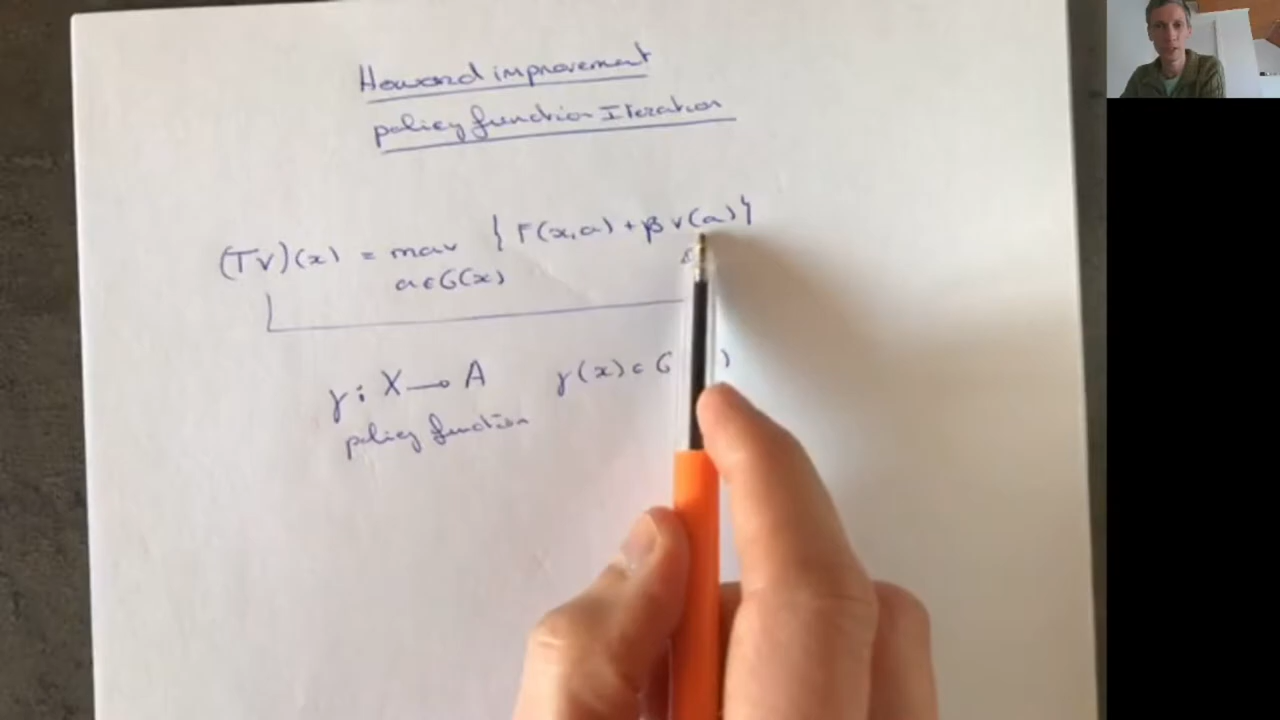 Howard improvement
policy function Iteration
(Tv)(x) = max { r(x,a) + β v(a) }
a ∈ G(x)
γ : X → A γ(x) ∈ G )
policy function